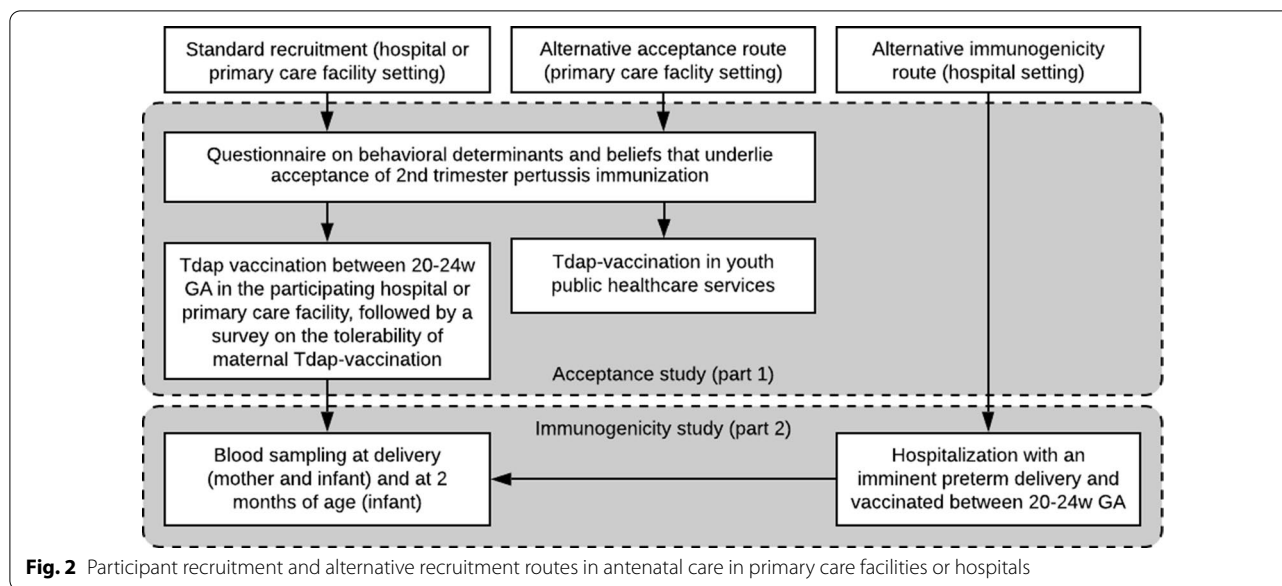 Standard recruitment (hospital or
primary care facility setting)
Alternative acceptance route
(primary care faclity setting)
Alternative immunogenicity
route (hospital setting)
Questionnaire on behavioral determinants and beliefs that underlie
acceptance of 2nd trimester pertussis immunization
Tdap vaccination between 20-24w
GA in the participating hospital or
primary care facility, followed by a
survey on the tolerability of
maternal Tdap-vaccination
Tdap-vaccination in youth
public healthcare services
Acceptance study (part 1)
Immunogenicity study (part 2)
Blood sampling at delivery
(mother and infant) and at 2
months of age (infant)
Hospitalization with an
imminent preterm delivery and
vaccinated between 20-24w GA
Fig. 2 Participant recruitment and alternative recruitment routes in antenatal care in primary care facilities or hospitals